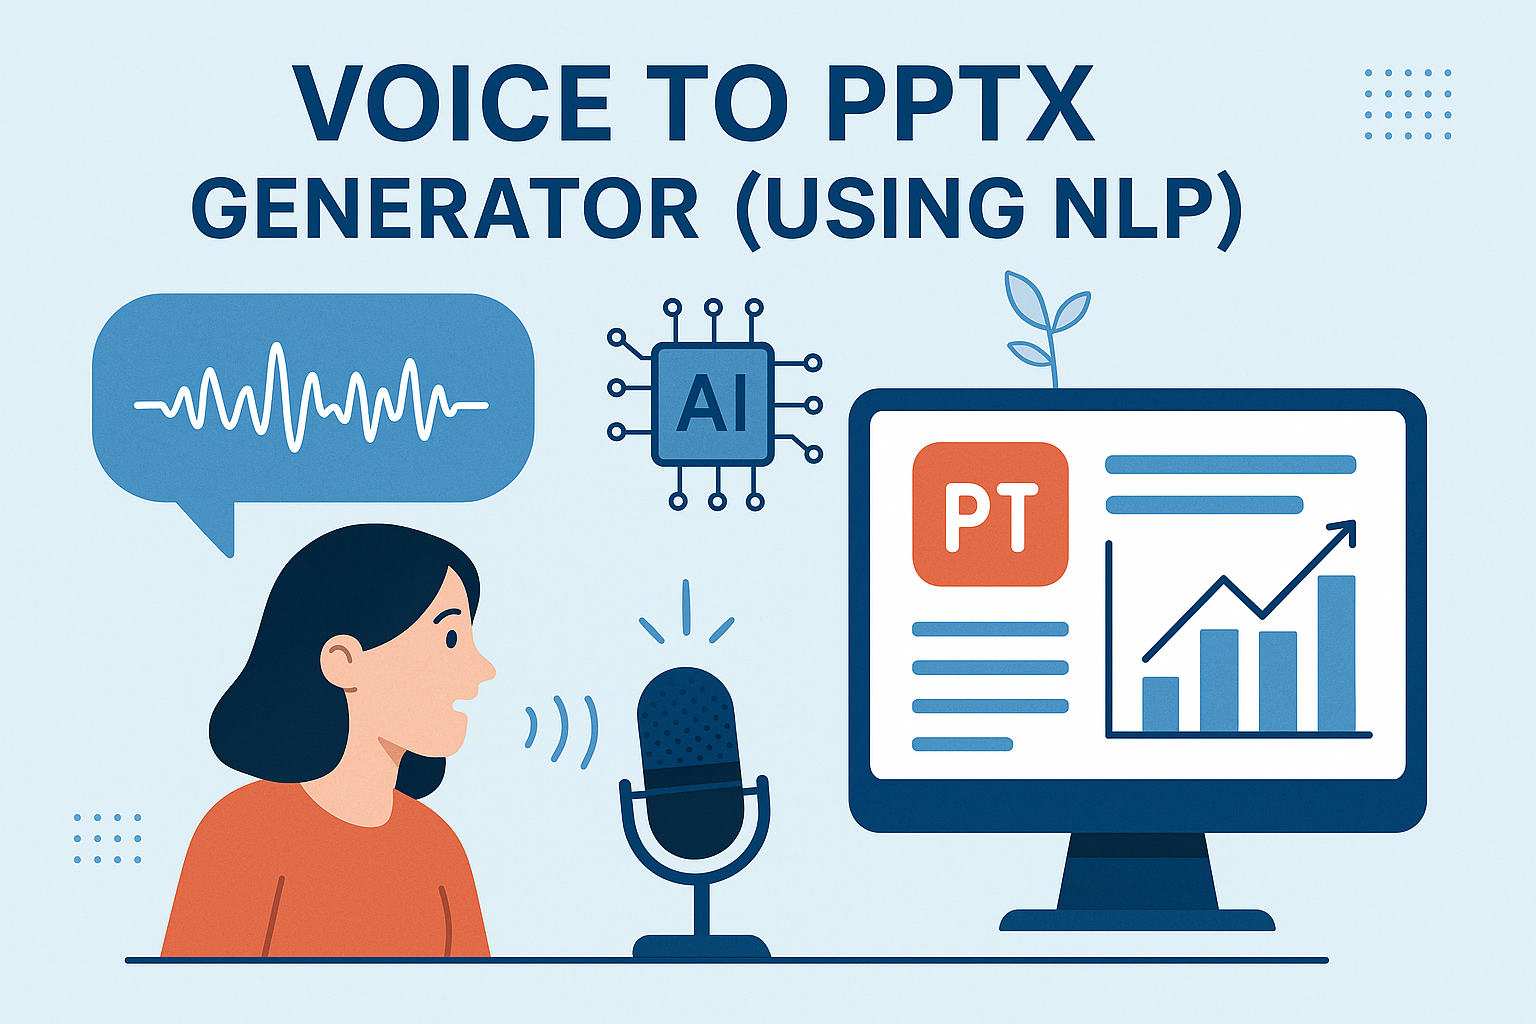 VOICE TO PPTX
GENERATOR (USING NLP)
AI
PT